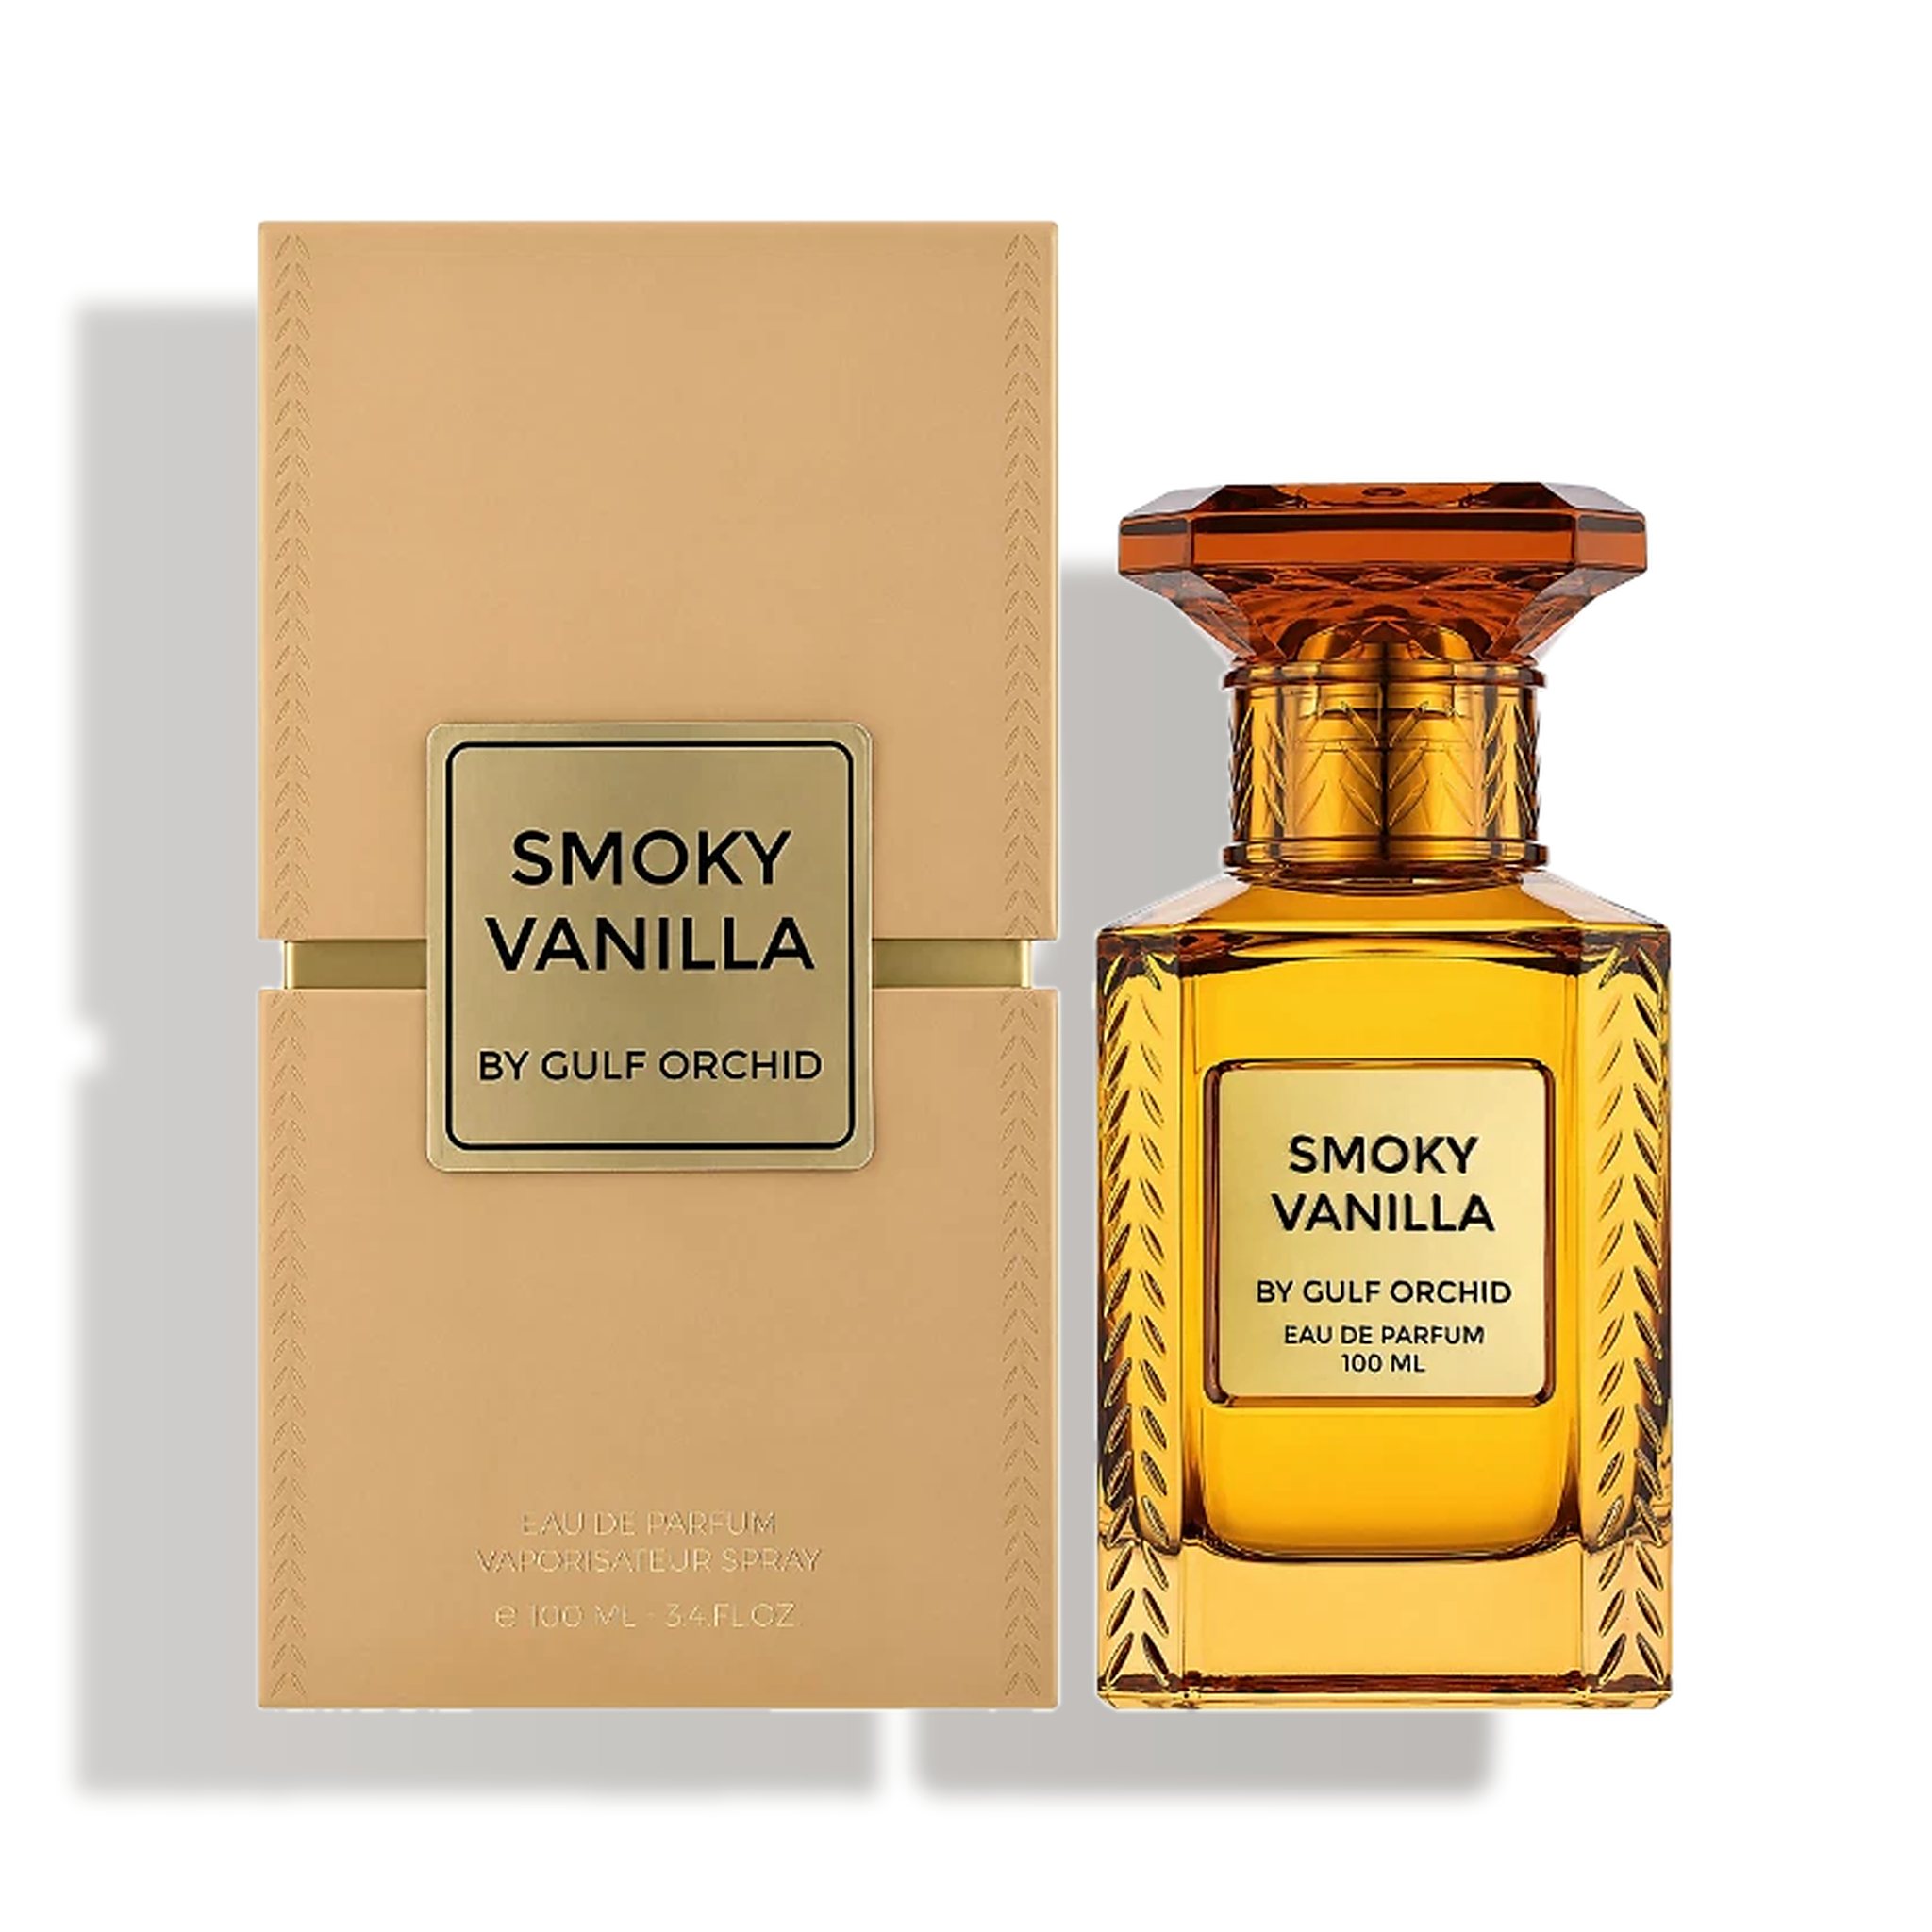 SMOKY
VANILLA
BY GULF ORCHID
EAU DE PARFUM
VAPORISATEUR SPRAY
e 100 ML - 3.4.FL.OZ.
SMOKY
VANILLA
BY GULF ORCHID
EAU DE PARFUM
100 ML